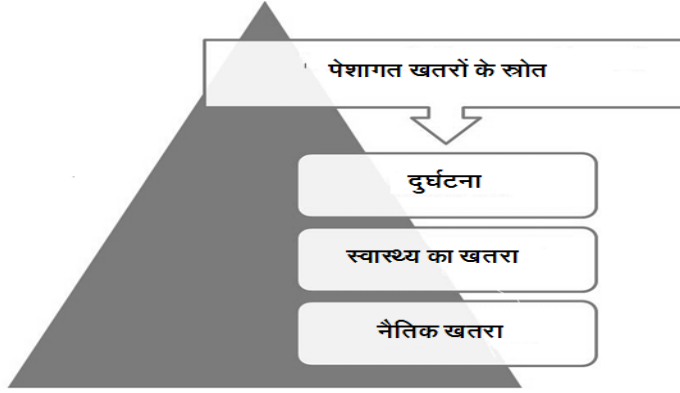 पेशागत खतरों के स्रोत
दुर्घटना
स्वास्थ्य का खतरा
नैतिक खतरा